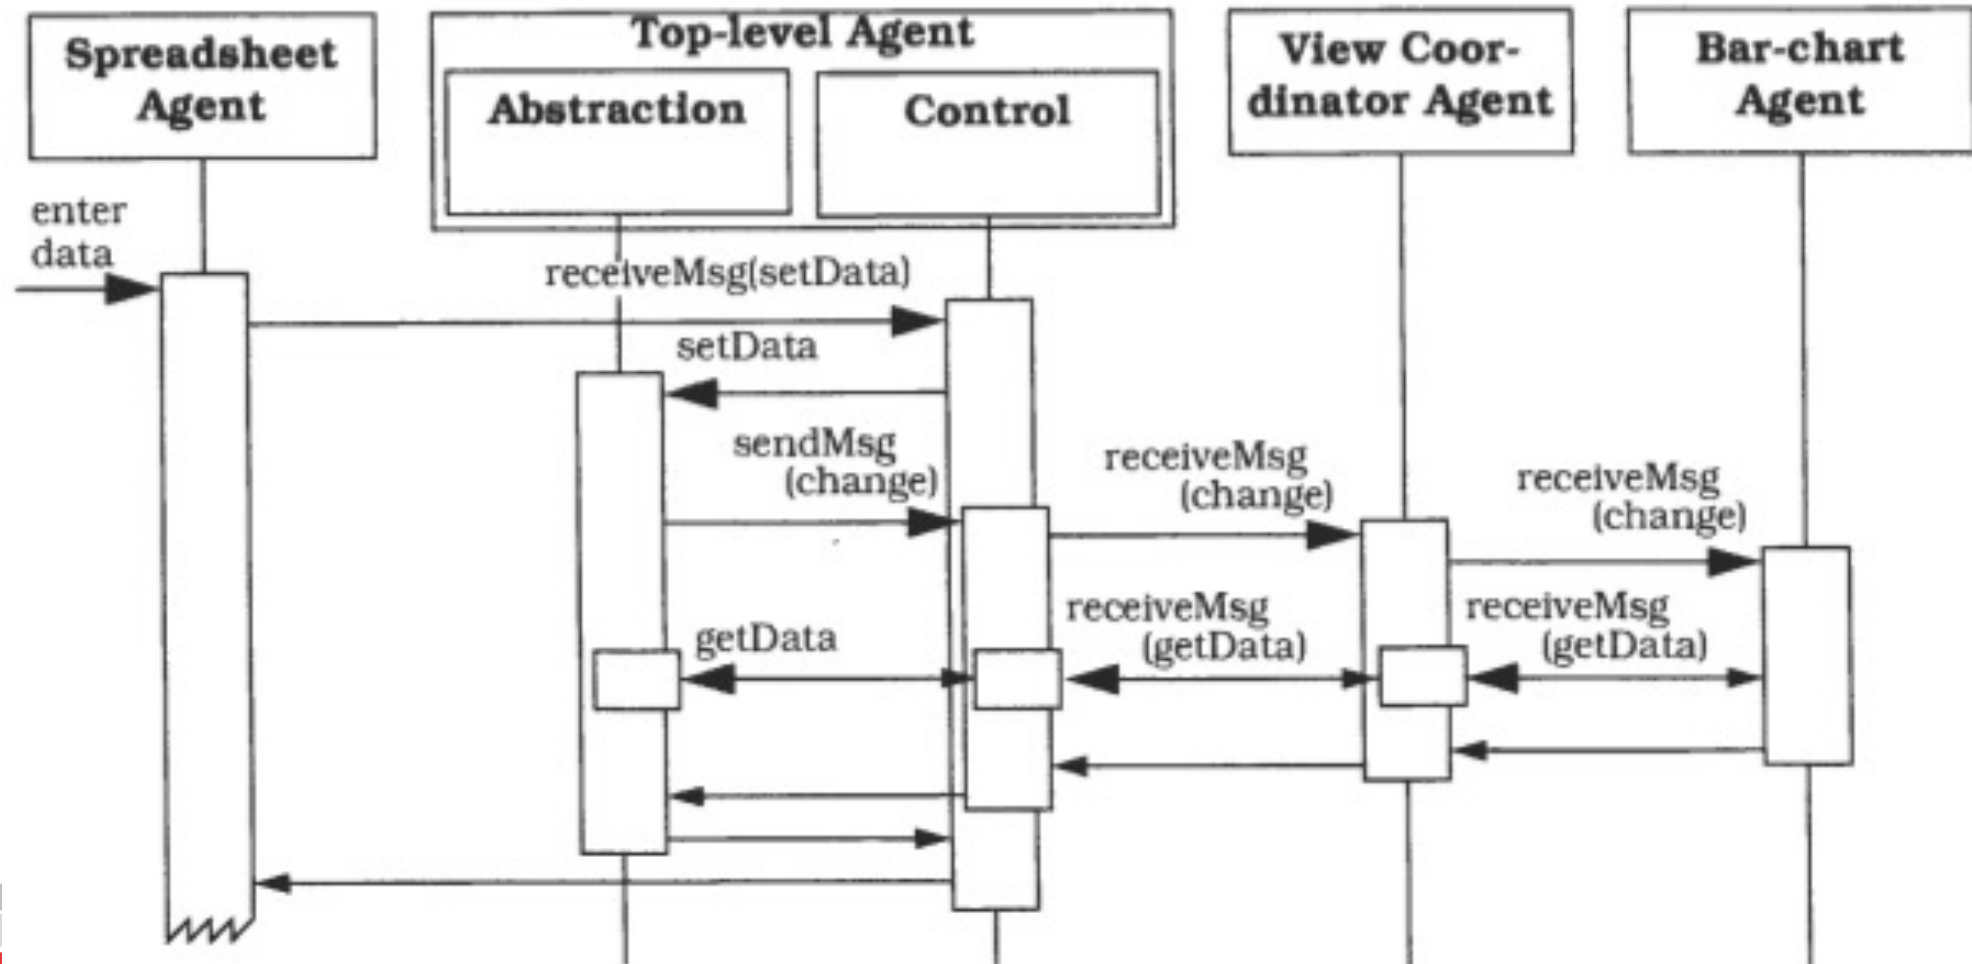 Spreadsheet
Agent
Top-level Agent
Abstraction
Control
View Coor-
dinator Agent
Bar-chart
Agent
enter
data
receiveMsg(setData)
setData
sendMsg
(change)
receiveMsg
(change)
receiveMsg
(change)
getData
receiveMsg
(getData)
receiveMsg
(getData)